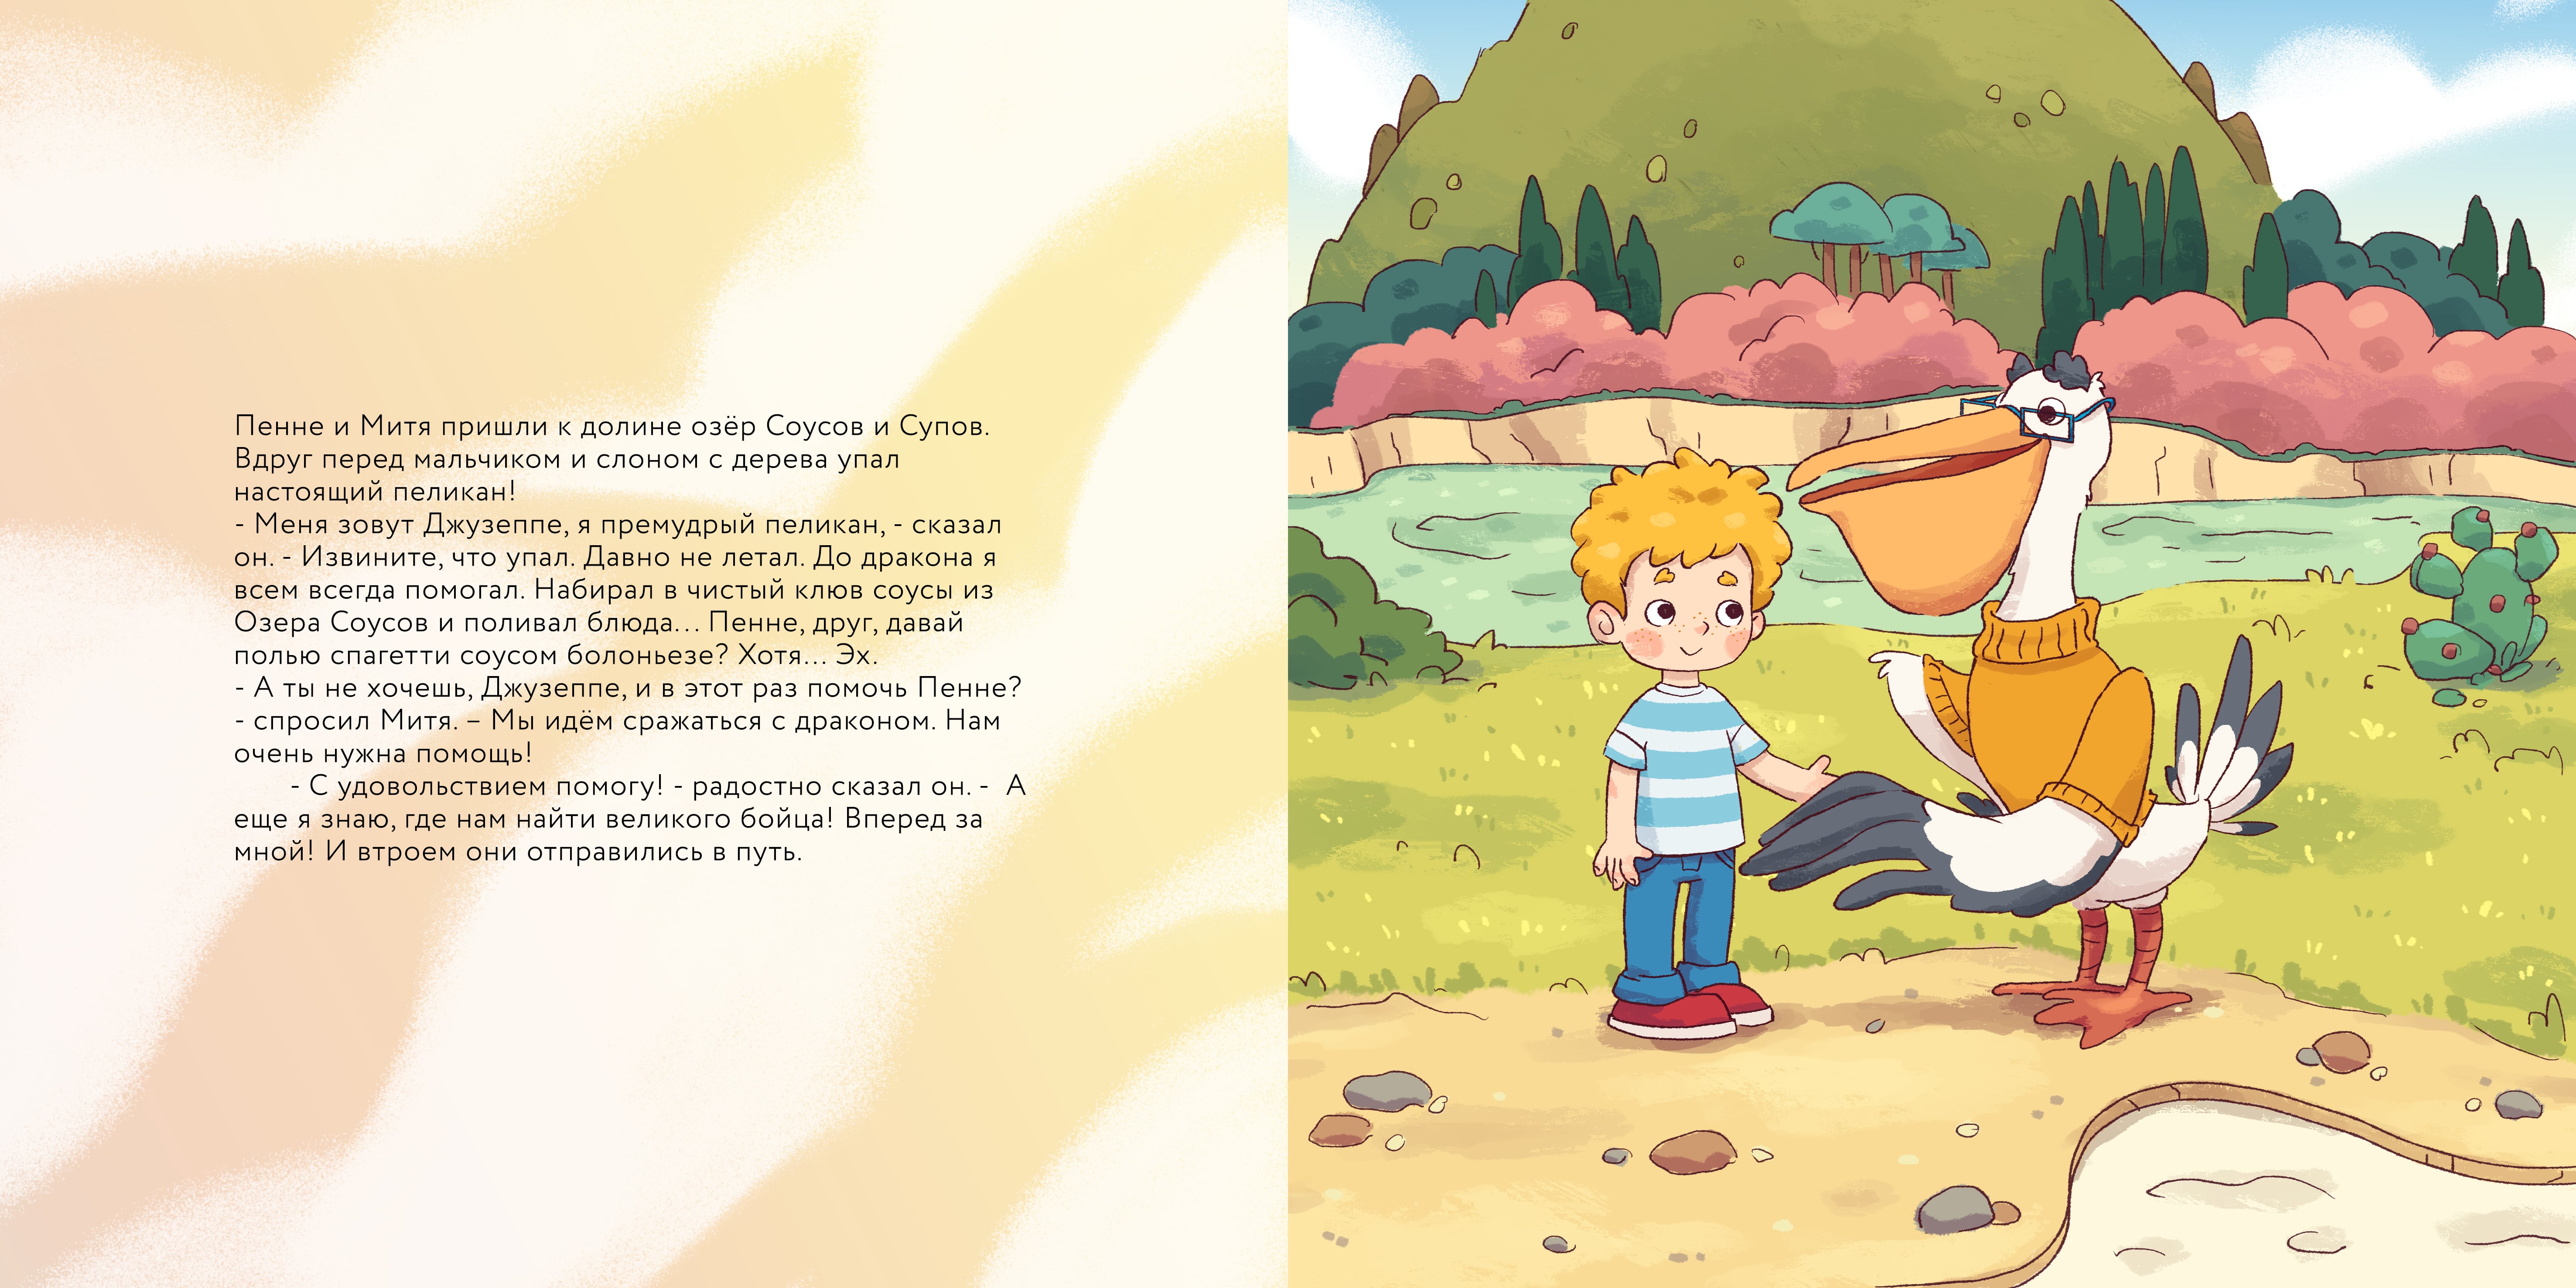 Пенне и Митя пришли к долине озёр Соусов и Супов.
Вдруг перед мальчиком и слоном с дерева упал
настоящий пеликан!
- Меня зовут Джузеппе, я премудрый пеликан, - сказал
он. - Извините, что упал. Давно не летал. До дракона я
всем всегда помогал. Набирал в чистый клюв соусы из
Озера Соусов и поливал блюда... Пенне, друг, давай
полью спагетти соусом болоньезе? Хотя... Эх.
- А ты не хочешь, Джузеппе, и в этот раз помочь Пенне?
- спросил Митя. – Мы идём сражаться с драконом. Нам
очень нужна помощь!
- С удовольствием помогу! - радостно сказал он. -  А
еще я знаю, где нам найти великого бойца! Вперед за
мной! И втроем они отправились в путь.